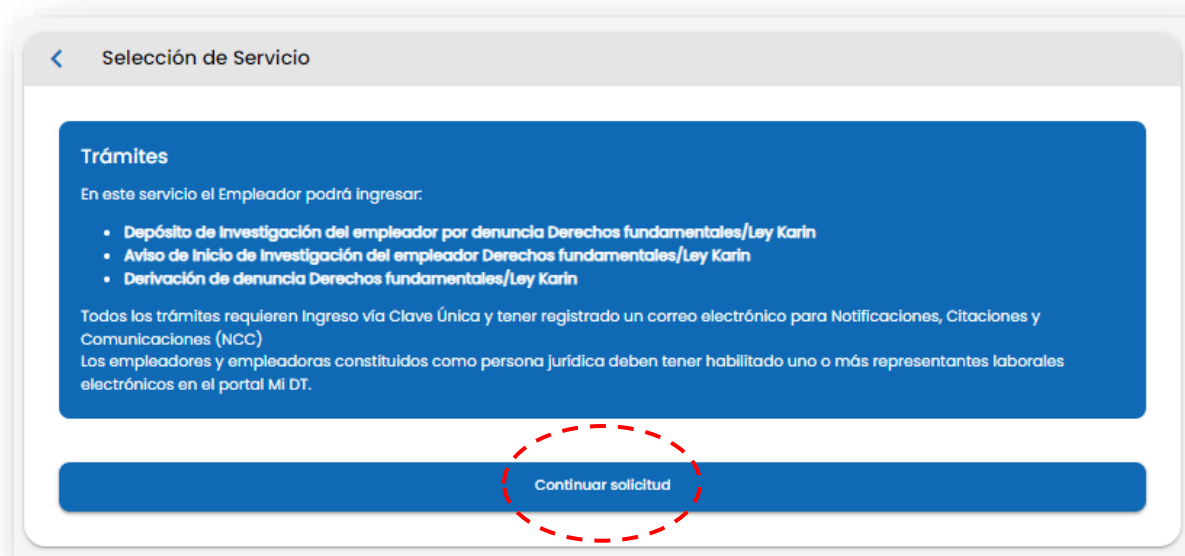 Selección de Servicio
Trámites
En este servicio el Empleador podrá ingresar:
• Depósito de Investigación del empleador por denuncia Derechos fundamentales/Ley Karin
• Aviso de Inicio de Investigación del empleador Derechos fundamentales/Ley Karin
• Derivación de denuncia Derechos fundamentales/Ley Karin
Todos los trámites requieren Ingreso vía Clave Única y tener registrado un correo electrónico para Notificaciones, Citaciones y
Comunicaciones (NCC)
Los empleadores y empleadoras constituidos como persona jurídica deben tener habilitado uno o más representantes laborales
electrónicos en el portal Mi DT.
Continuar solicitud